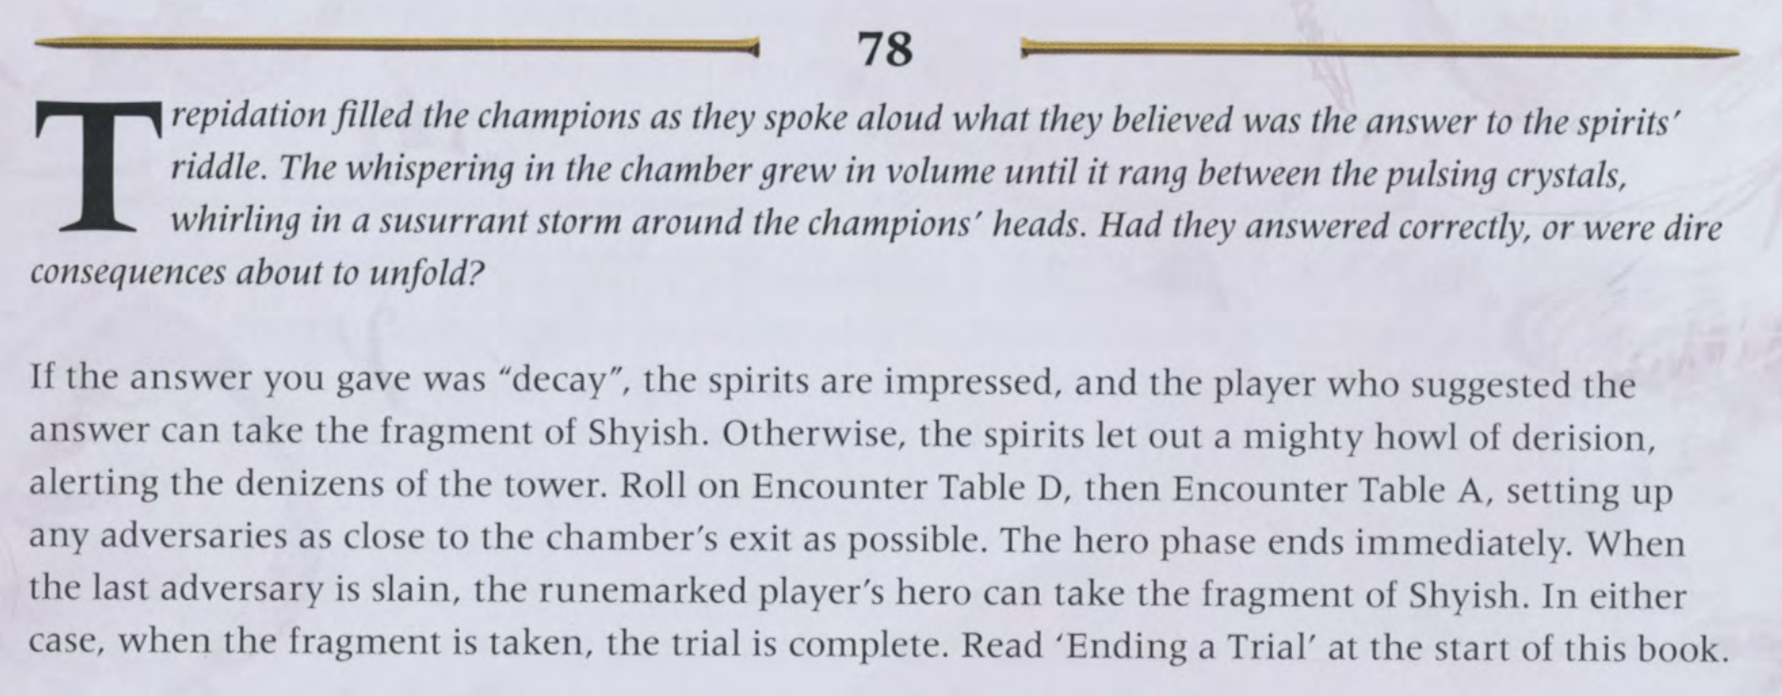 78
Trepidation filled the champions as they spoke aloud what they believed was the answer to the spirits'
riddle. The whispering in the chamber grew in volume until it rang between the pulsing crystals,
whirling in a susurrant storm around the champions' heads. Had they answered correctly, or were dire
consequences about to unfold?
If the answer you gave was “decay”, the spirits are impressed, and the player who suggested the
answer can take the fragment of Shyish. Otherwise, the spirits let out a mighty howl of derision,
alerting the denizens of the tower. Roll on Encounter Table D, then Encounter Table A, setting up
any adversaries as close to the chamber's exit as possible. The hero phase ends immediately. When
the last adversary is slain, the runemarked player's hero can take the fragment of Shyish. In either
case, when the fragment is taken, the trial is complete. Read ‘Ending a Trial’ at the start of this book.